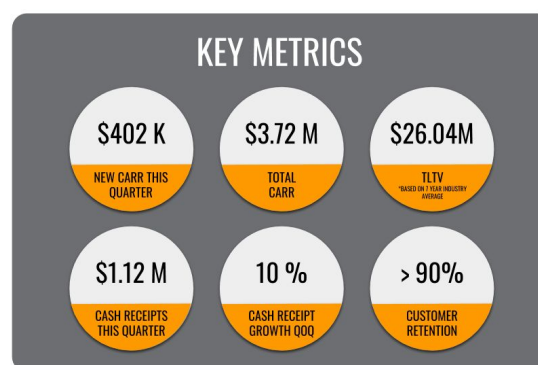 KEY METRICS
$402 K
NEW CARR THIS
QUARTER
$3.72 M
TOTAL
CARR
$26.04M
TLTV
*BASED ON 7 YEAR INDUSTRY
AVERAGE
$1.12 M
CASH RECEIPTS
THIS QUARTER
10 %
CASH RECEIPT
GROWTH QOQ
> 90%
CUSTOMER
RETENTION